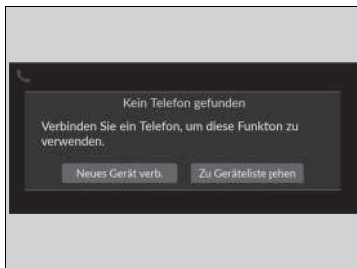 Kein Telefon gefunden
Verbinden Sie ein Telefon, um diese Funkton zu
verwenden.
Neues Gerät verb.
Zu Geräteliste gehen